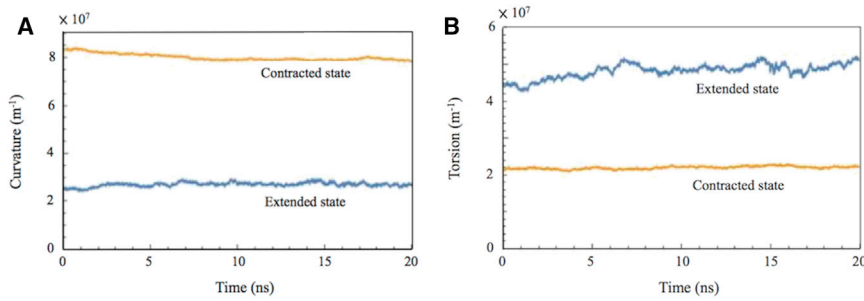 A
× 10⁷
8
6
4
2
0
0 5 10 15 20
Curvature (m⁻¹)
Time (ns)
Contracted state
Extended state
B
× 10⁷
6
4
2
0
0 5 10 15 20
Torsion (m⁻¹)
Time (ns)
Extended state
Contracted state